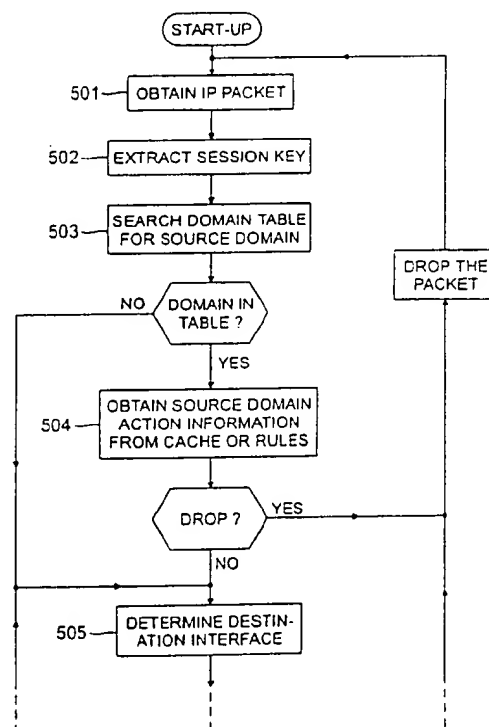 START-UP
501
OBTAIN IP PACKET
502
EXTRACT SESSION KEY
503
SEARCH DOMAIN TABLE
FOR SOURCE DOMAIN
DROP THE
PACKET
NO
DOMAIN IN
TABLE ?
YES
504
OBTAIN SOURCE DOMAIN
ACTION INFORMATION
FROM CACHE OR RULES
DROP ?
YES
NO
505
DETERMINE DESTIN-
ATION INTERFACE